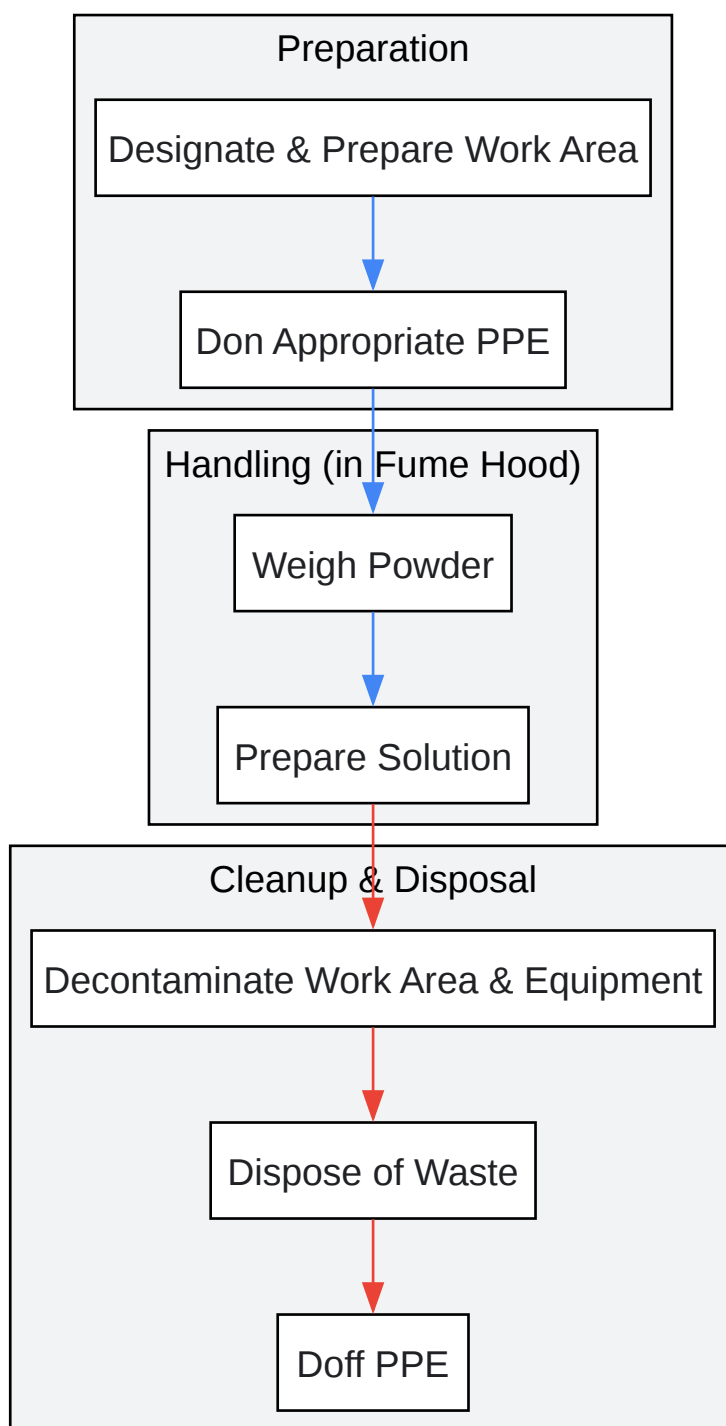 Preparation
Designate & Prepare Work Area
Don Appropriate PPE
Handling (in Fume Hood)
Weigh Powder
Prepare Solution
Cleanup & Disposal
Decontaminate Work Area & Equipment
Dispose of Waste
Doff PPE